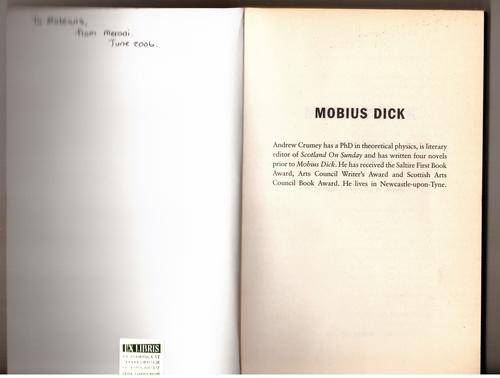 To
from meroai.
June 2006.
EX LIBRIS
MOBIUS DICK
Andrew Crumey has a PhD in theoretical physics, is literary
editor of Scotland On Sunday and has written four novels
prior to Mobius Dick. He has received the Saltire First Book
Award, Arts Council Writer's Award and Scottish Arts
Council Book Award. He lives in Newcastle-upon-Tyne.